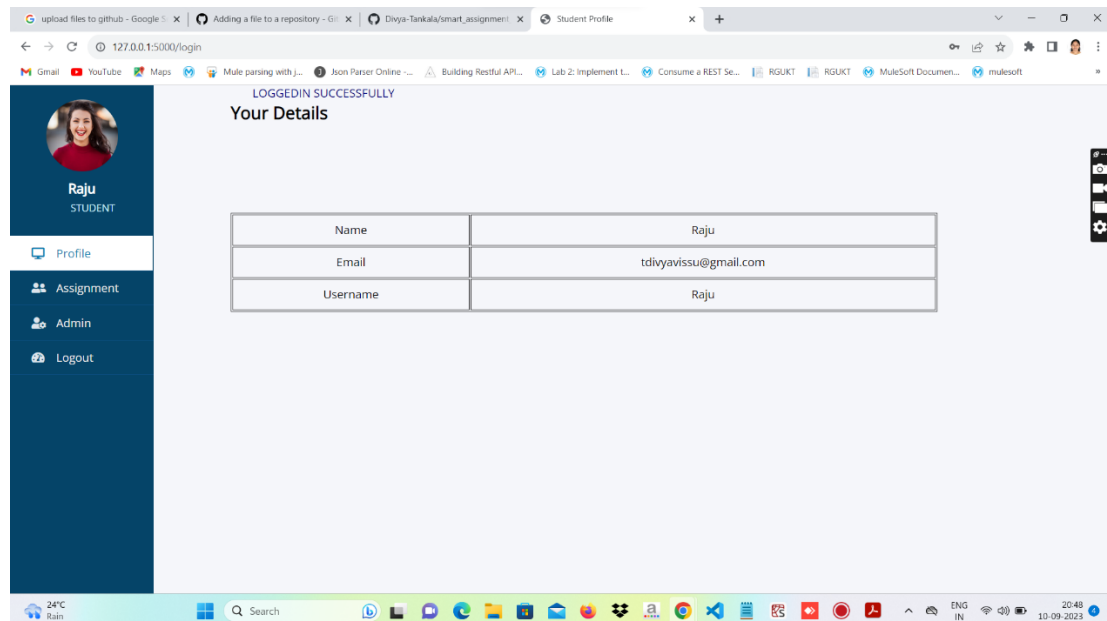 upload files to github - Google S
Adding a file to a repository - Git
Divya-Tankala/smart_assignment
Student Profile
127.0.0.1:5000/login
Gmail
YouTube
Maps
Mule parsing with j...
Json Parser Online -...
Building Restful API...
Lab 2: Implement t...
Consume a REST Se...
RGUKT
RGUKT
MuleSoft Documen...
mulesoft
»
LOGGEDIN SUCCESSFULLY
Your Details
Raju
STUDENT
Profile
Assignment
Admin
Logout
Name Raju
Email tdivyavissu@gmail.com
Username Raju
24°C
Rain
Search
ENG
IN
20:48
10-09-2023
4